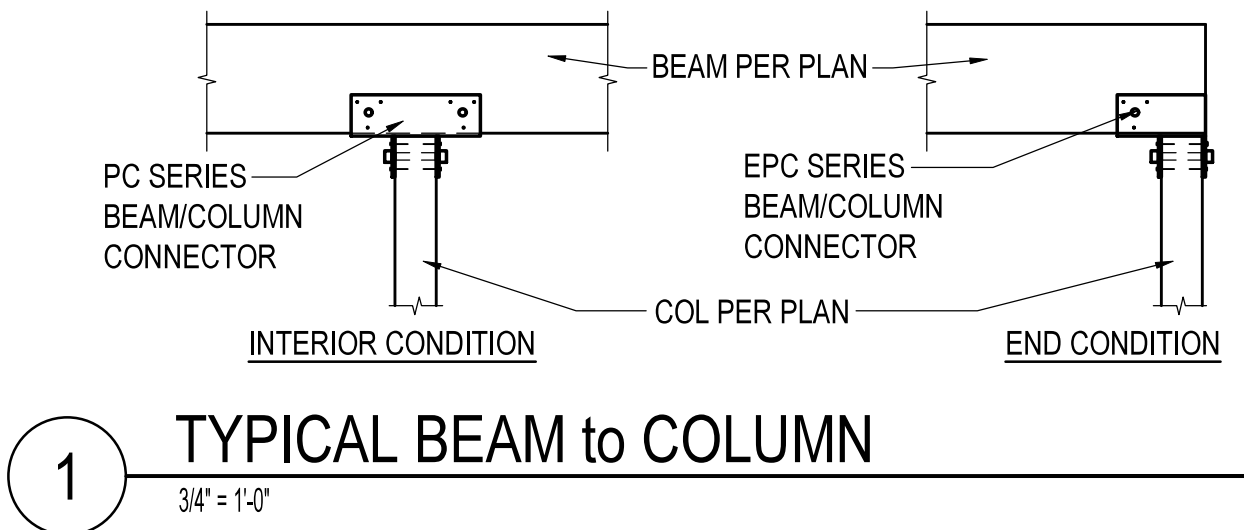 BEAM PER PLAN
PC SERIES
BEAM/COLUMN
CONNECTOR
EPC SERIES
BEAM/COLUMN
CONNECTOR
COL PER PLAN
INTERIOR CONDITION
END CONDITION
1
TYPICAL BEAM to COLUMN
3/4" = 1'-0"